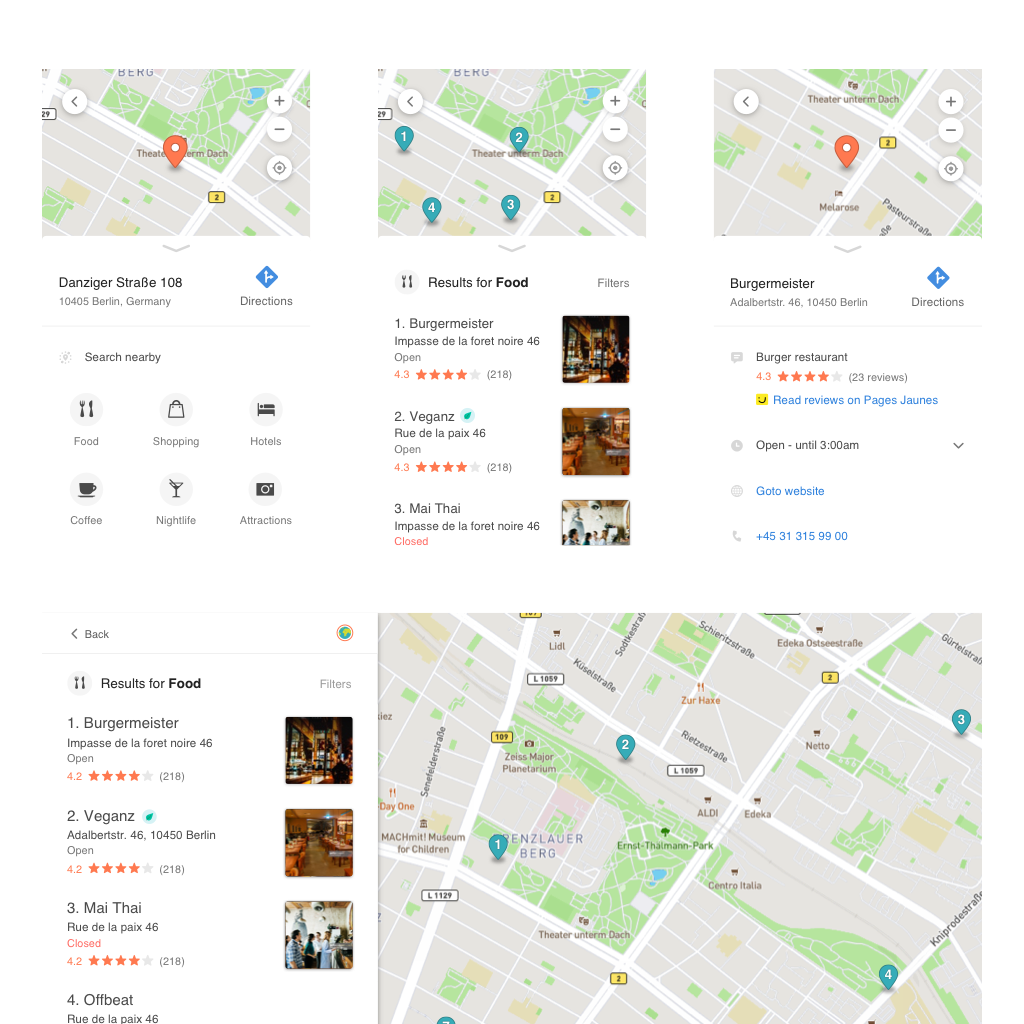 BERG
29
Theater unterm Dach
2
Danziger Straße 108
10405 Berlin, Germany
Directions
Search nearby
Food
Shopping
Hotels
Coffee
Nightlife
Attractions
BERG
29
1
2
Theater unterm Dach
2
4
3
Results for Food
Filters
1. Burgermeister
Impasse de la foret noire 46
Open
4.3
(218)
2. Veganz
Rue de la paix 46
Open
4.3
(218)
3. Mai Thai
Impasse de la foret noire 46
Closed
Theater unterm Dach
2
Melarose
Pasteurstraße
Burgermeister
Adalbertstr. 46, 10450 Berlin
Directions
Burger restaurant
4.3
(23 reviews)
Read reviews on Pages Jaunes
Open - until 3:00am
Goto website
+45 31 315 99 00
Back
Results for Food
Filters
1. Burgermeister
Impasse de la foret noire 46
Open
4.2
(218)
2. Veganz
Adalbertstr. 46, 10450 Berlin
Open
4.2
(218)
3. Mai Thai
Rue de la paix 46
Closed
4.2
(218)
4. Offbeat
Rue de la paix 46
Lidl
Schieritzstraße
Edeka Ostseestraße
Küselstraße
L 1059
2
Zur Haxe
3
kiez
109
Senefelderstraße
Zeiss Major
Planetarium
2
Rietzestraße
L 1059
Netto
Day One
ALDI
Edeka
MACHmit! Museum
for Children
1
RENZLAUER
BERG
Ernst-Thälmann-Park
Centro Italia
L 1129
Theater unterm Dach
Kniprodestraße
2
4